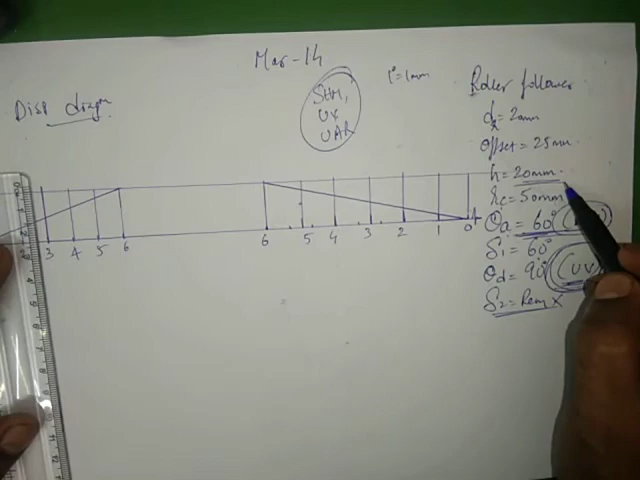 Mar-14
1°=1mm
Disp diagm
SHM,
UV
UAR
Roller follower
dR = 2mm
offset = 25mm.
h = 20mm.
rc = 50mm
θa = 60°
δ1 = 60°
θd = 90° (UV)
δ2 = Rem x
3 4 5 6
6 5 4 3 2 1 0